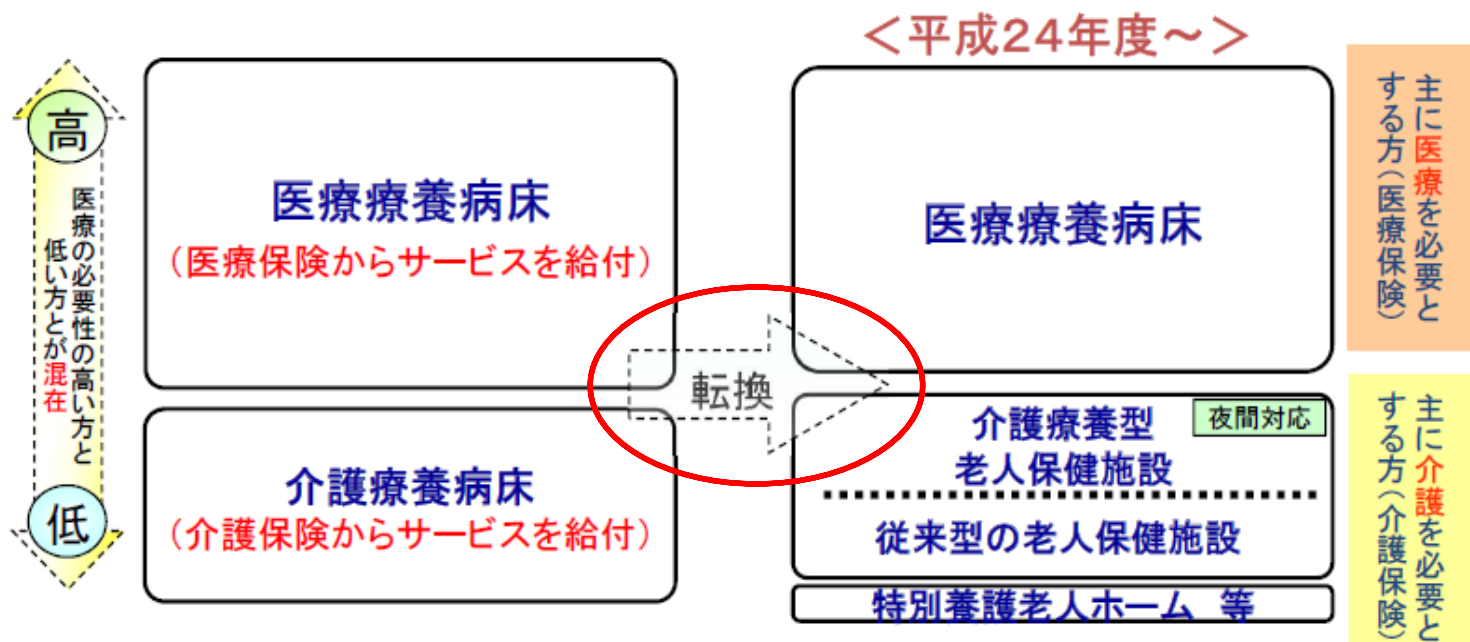 ＜平成24年度～＞
高
医療の必要性の高い方と
低い方とが混在
低
医療療養病床
（医療保険からサービスを給付）
介護療養病床
（介護保険からサービスを給付）
転換
医療療養病床
介護療養型
老人保健施設
夜間対応
従来型の老人保健施設
特別養護老人ホーム 等
主に医療を必要と
する方（医療保険）
主に介護を必要と
する方（介護保険）